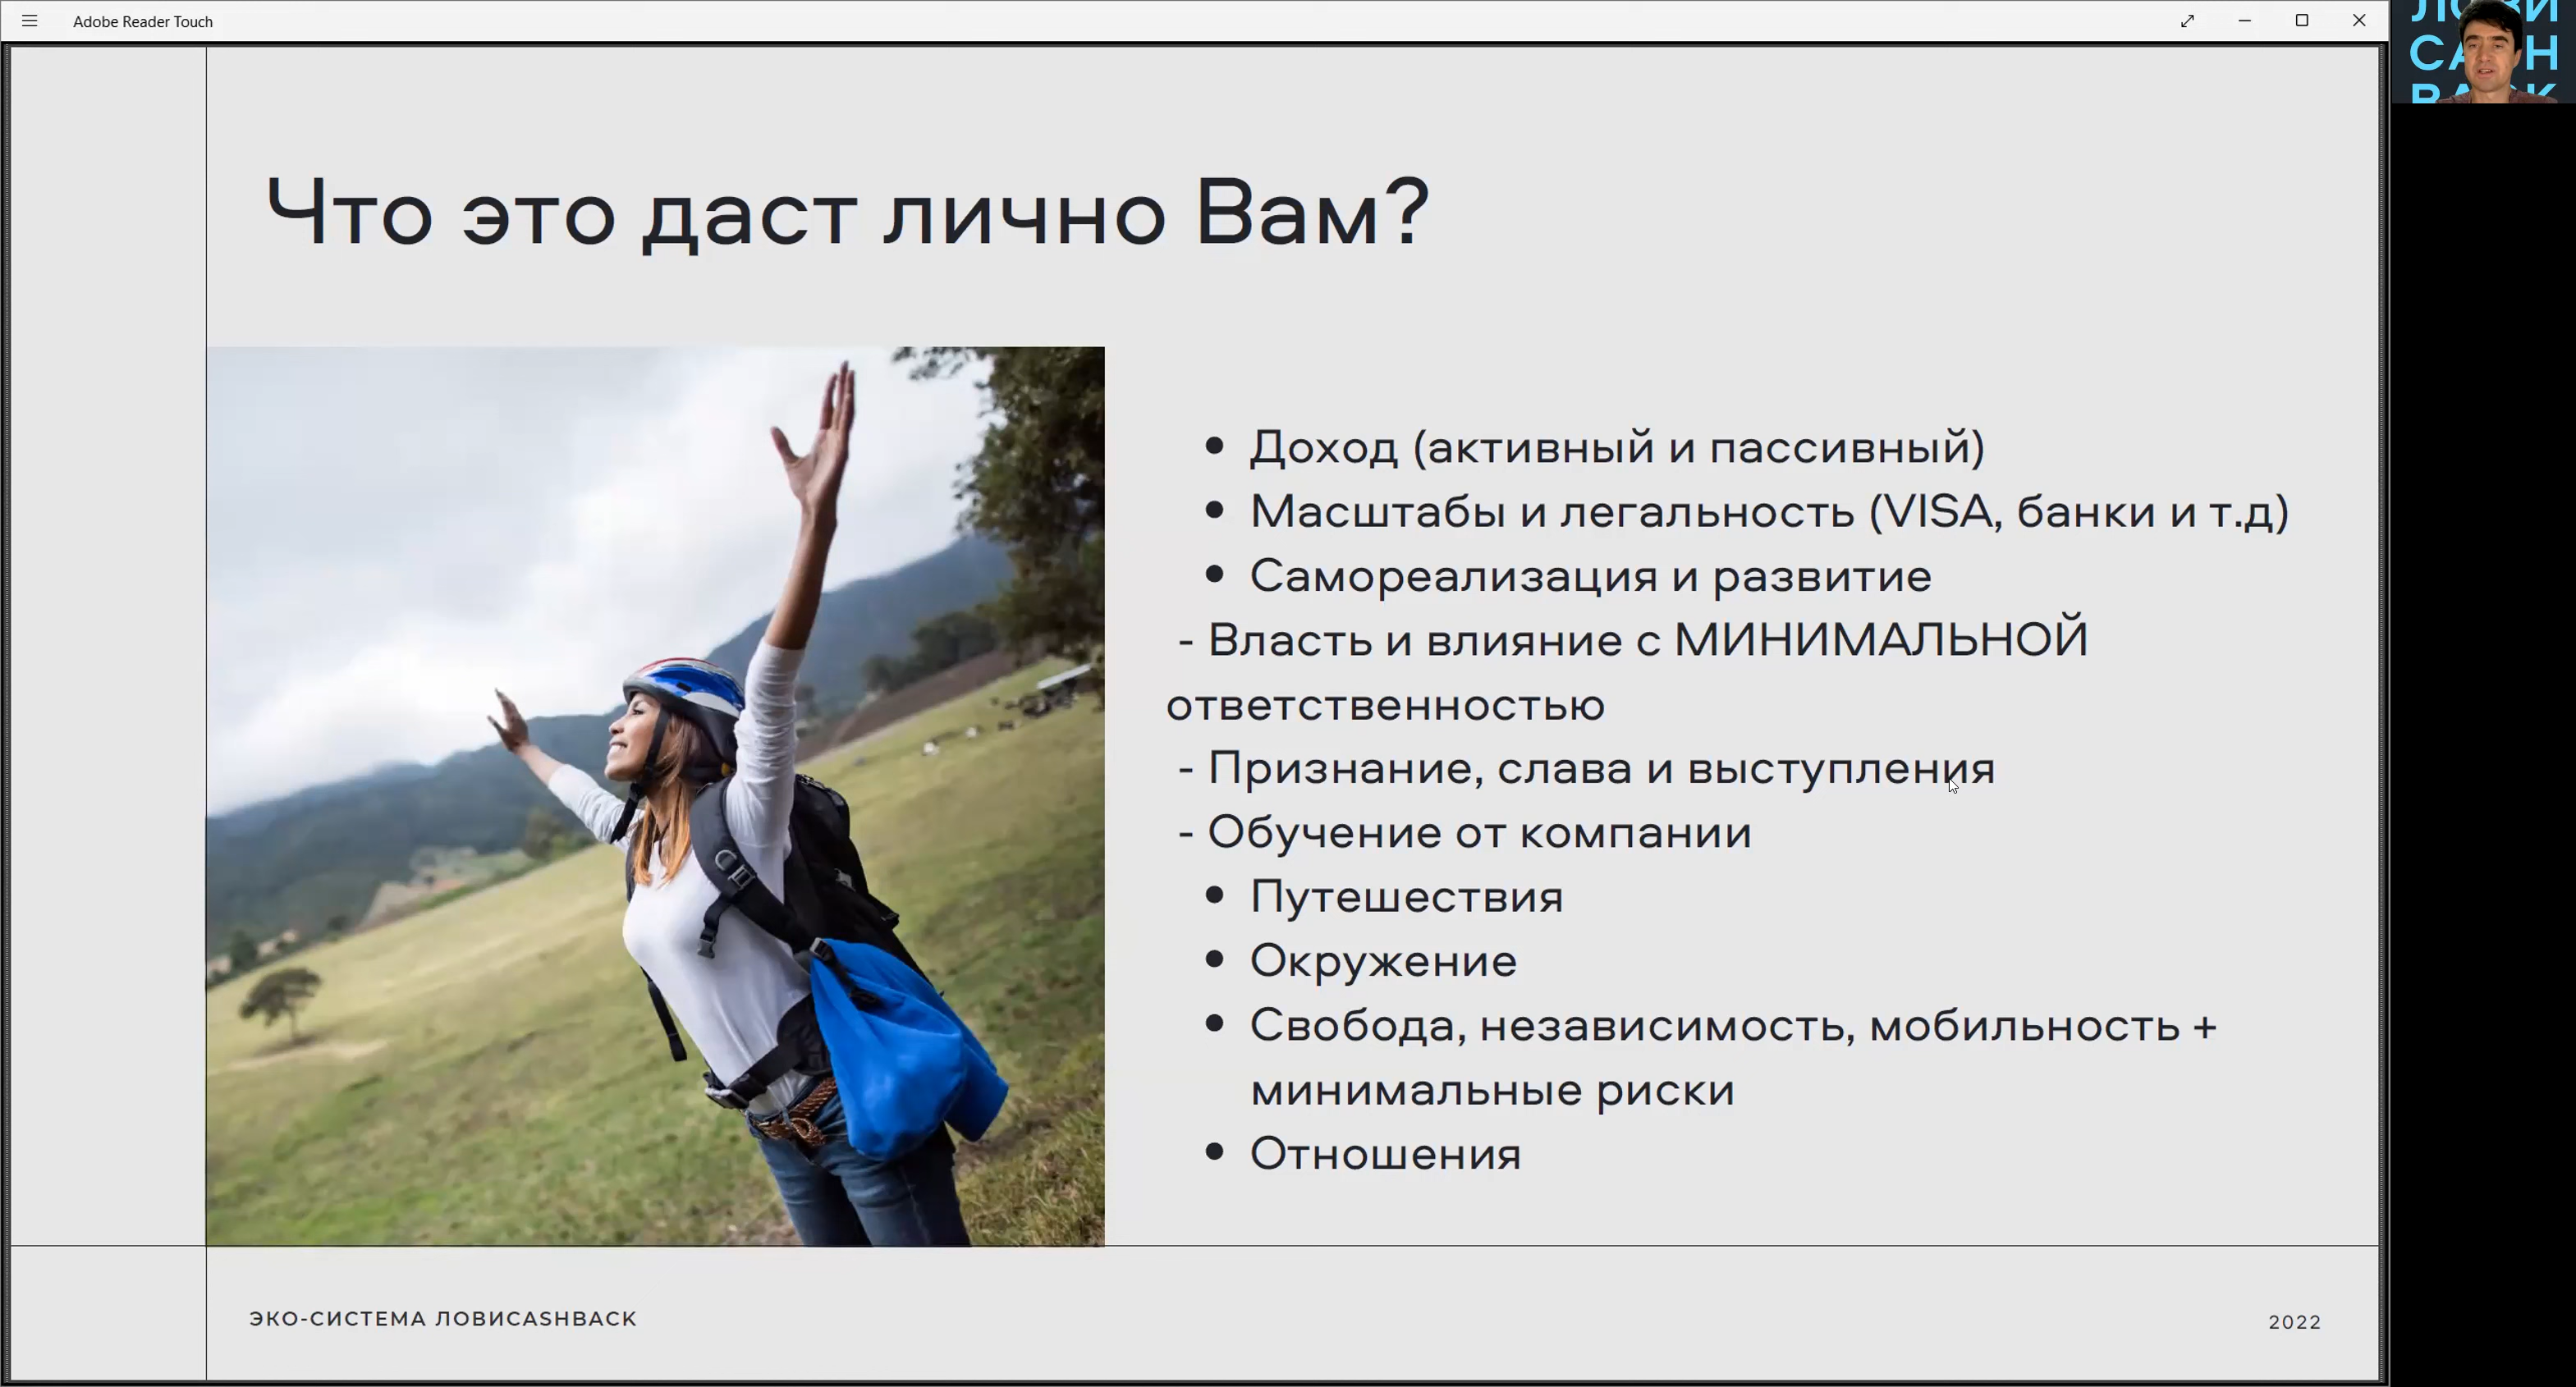 Adobe Reader Touch
Что это даст лично Вам?
• Доход (активный и пассивный)
• Масштабы и легальность (VISA, банки и т.д)
• Самореализация и развитие
- Власть и влияние с МИНИМАЛЬНОЙ
ответственностью
- Признание, слава и выступления
- Обучение от компании
• Путешествия
• Окружение
• Свобода, независимость, мобильность +
минимальные риски
• Отношения
ЭКО-СИСТЕМА ЛОВИCASHBACK
2022